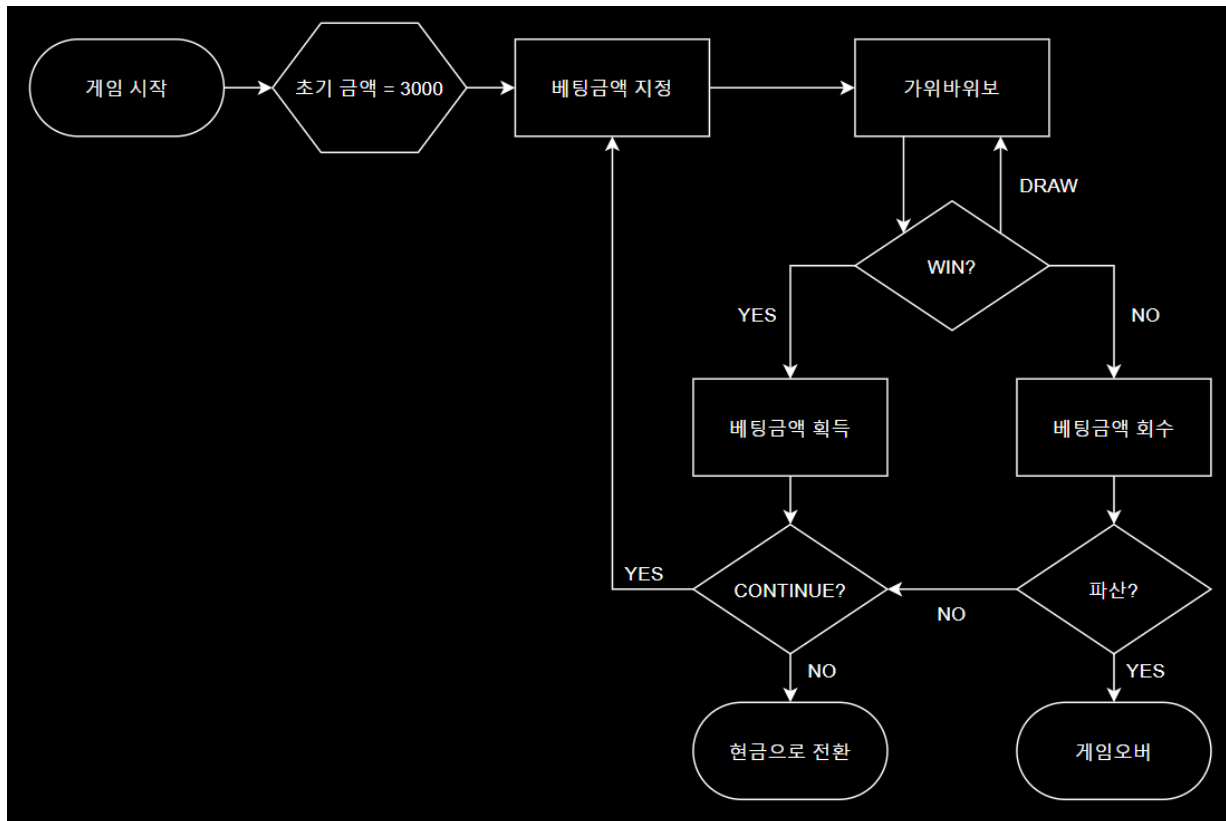 게임 시작
초기 금액 = 3000
베팅금액 지정
가위바위보
DRAW
WIN?
YES
NO
베팅금액 획득
베팅금액 회수
YES
CONTINUE?
NO
파산?
NO
YES
현금으로 전환
게임오버